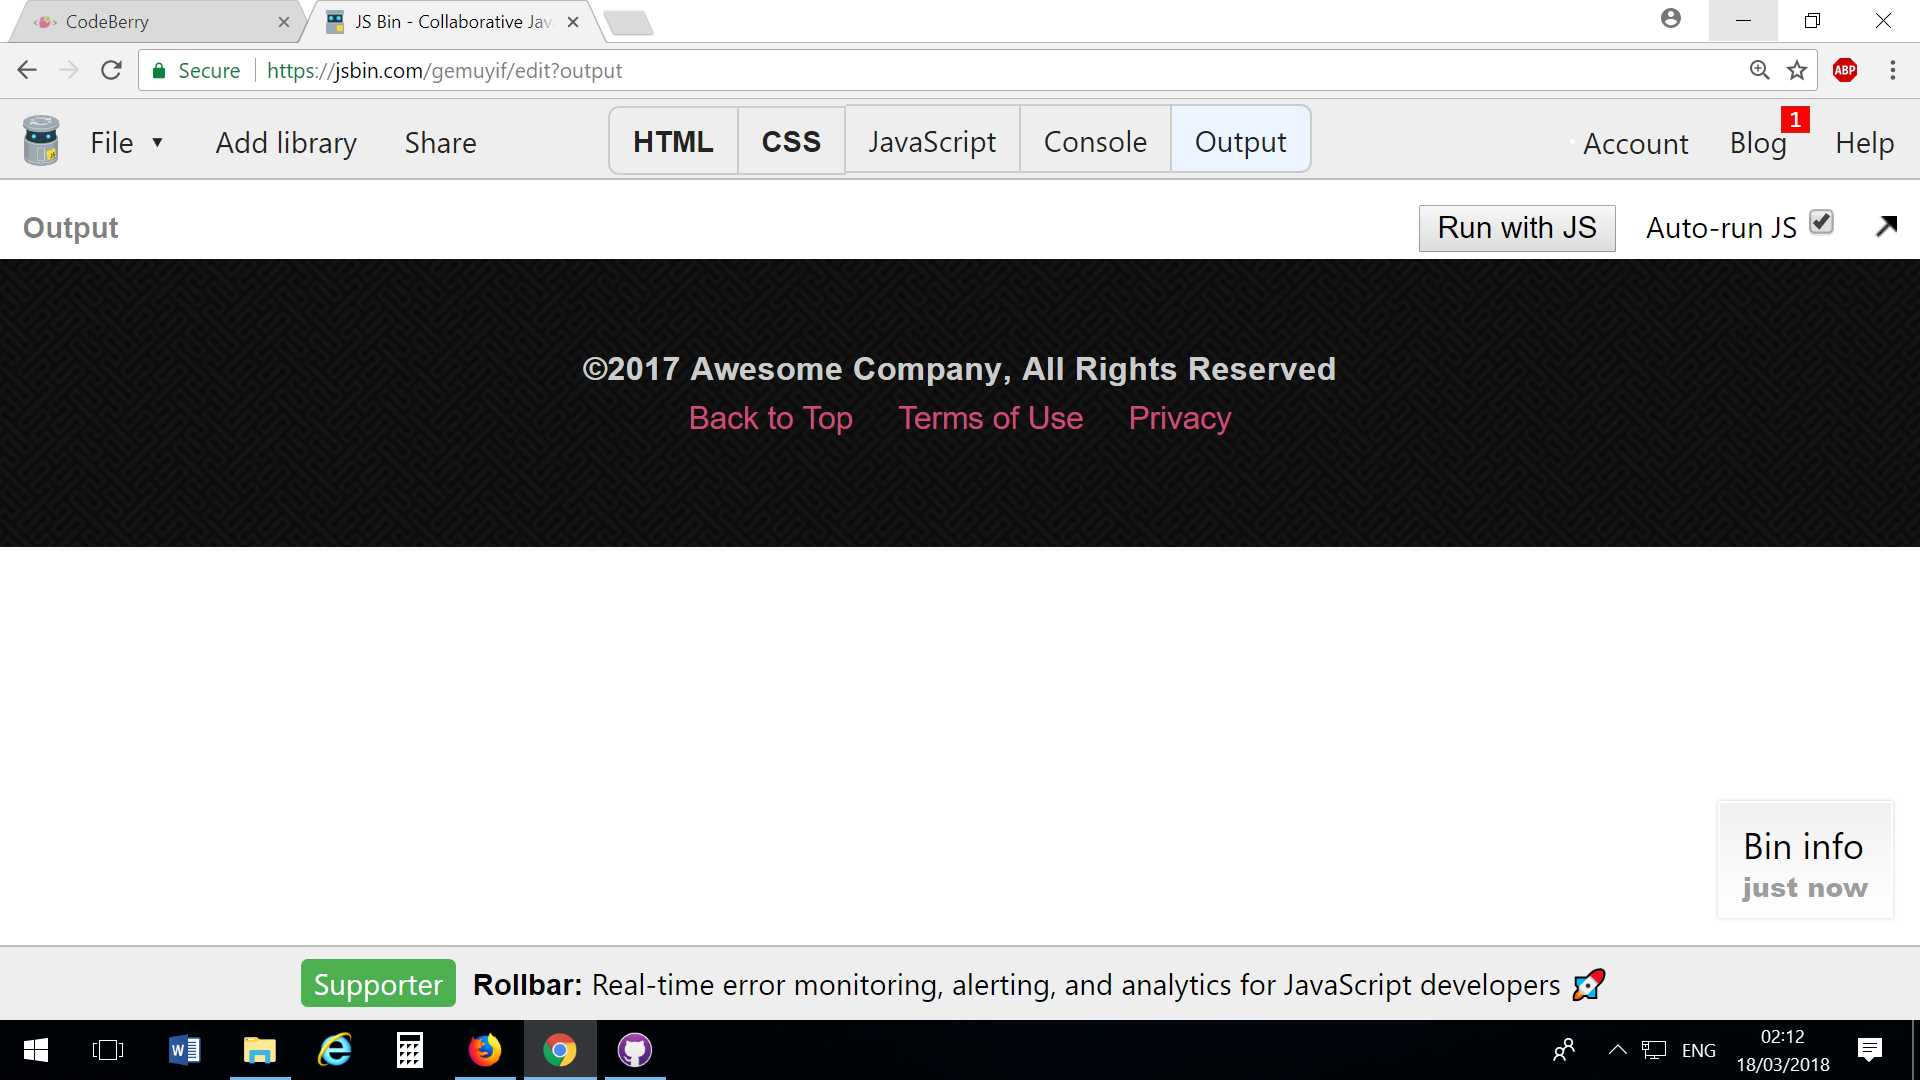 CodeBerry
JS Bin - Collaborative Jav
Secure https://jsbin.com/gemuyif/edit?output
ABP
File ▼ Add library Share HTML CSS JavaScript Console Output Account Blog 1 Help
Output Run with JS Auto-run JS
©2017 Awesome Company, All Rights Reserved
Back to Top Terms of Use Privacy
Bin info
just now
Supporter Rollbar: Real-time error monitoring, alerting, and analytics for JavaScript developers 🚀
ENG
02:12
18/03/2018